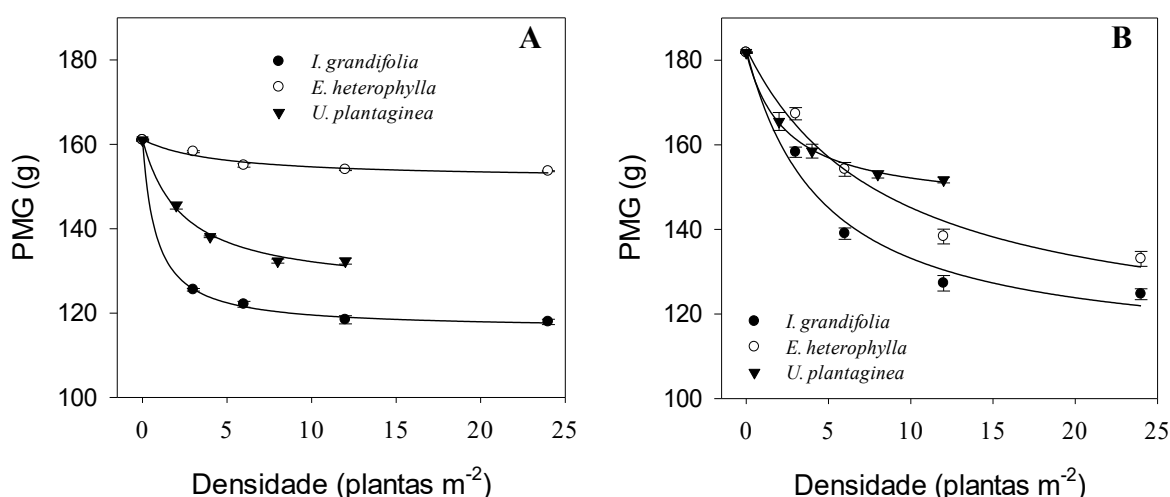 A
I. grandifolia
E. heterophylla
U. plantaginea
PMG (g)
180
160
140
120
100
0 5 10 15 20 25
Densidade (plantas m-2)
B
PMG (g)
180
160
140
120
100
I. grandifolia
E. heterophylla
U. plantaginea
0 5 10 15 20 25
Densidade (plantas m-2)